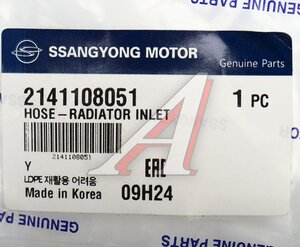 GENUINE PARTS
SSANGYONG MOTOR
Genuine Parts
2141108051
1 PC
HOSE-RADIATOR INLET
2141108051
Y
EAC
LDPE 재활용 어려움
Made in Korea
09H24